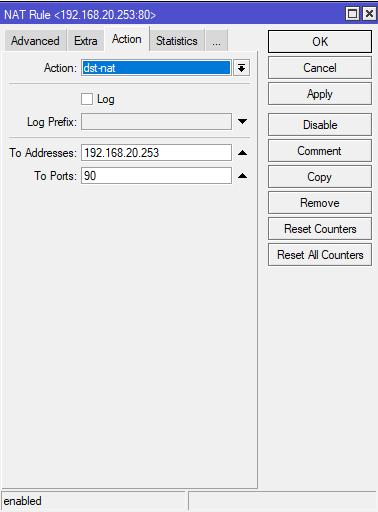 NAT Rule <192.168.20.253:80>
Advanced Extra Action Statistics ...
Action: dst-nat
Log
Log Prefix:
To Addresses: 192.168.20.253
To Ports: 90
OK
Cancel
Apply
Disable
Comment
Copy
Remove
Reset Counters
Reset All Counters
enabled